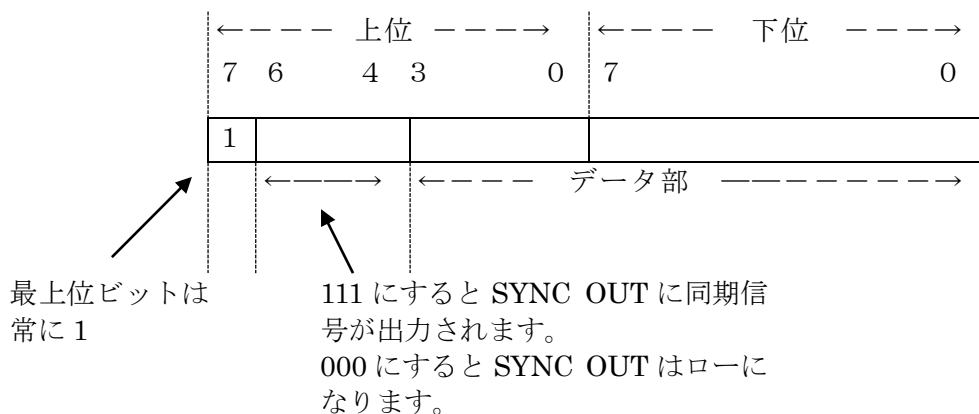 ←−−−− 上位 −−−−→ ←−−−− 下位 −−−−→
7 6 4 3 0 7 0
1
←――→ ←−−−− データ部 ――−−−−−−→
最上位ビットは
常に 1
111 にすると SYNC OUT に同期信
号が出力されます。
000 にすると SYNC OUT はローに
なります。